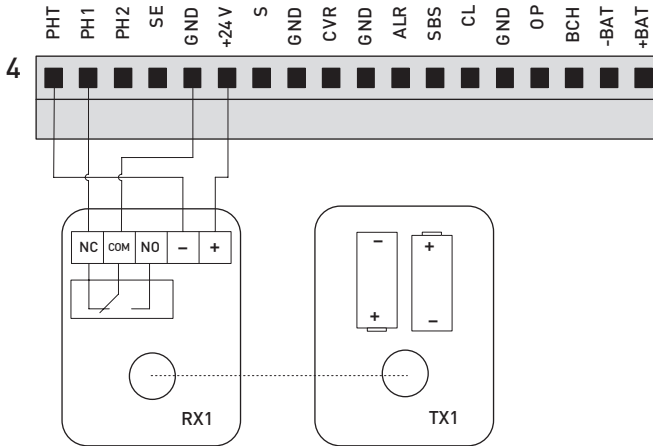 PHT PH1 PH2 SE GND +24V S GND CVR GND ALR SBS CL GND OP BCH -BAT +BAT
4
NC COM NO – +
– +
+ –
RX1 TX1